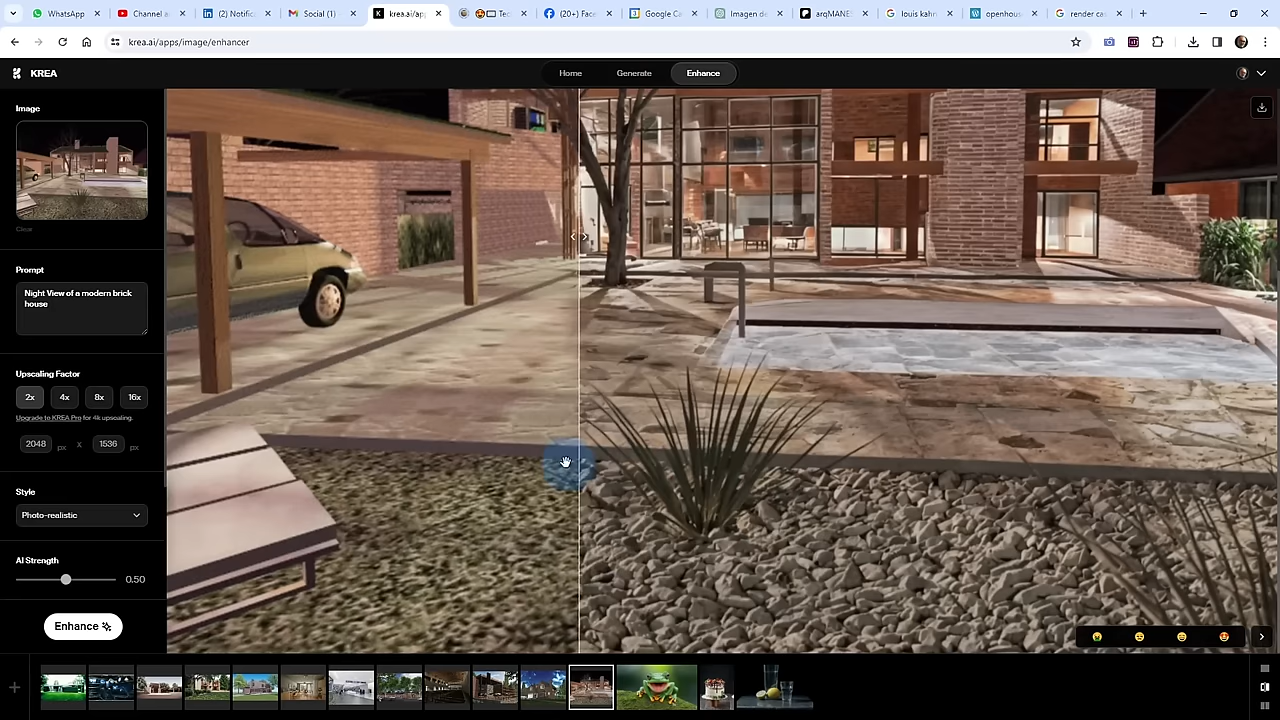 WhatsApp
Channel a
(2) Notific
Social (1)
krea.ai/ap
Tec
(20+) Fac
Google Ca
Imagen de
arqMANES
louis kahn
openhous
render ca
krea.ai/apps/image/enhancer
KREA
Home
Generate
Enhance
Image
Clear
Prompt
Night View of a modern brick
house
Upscaling Factor
2x 4x 8x 16x
Upgrade to KREA Pro for 4k upscaling.
2048 px X 1536 px
Style
Photo-realistic
AI Strength
0.50
Enhance